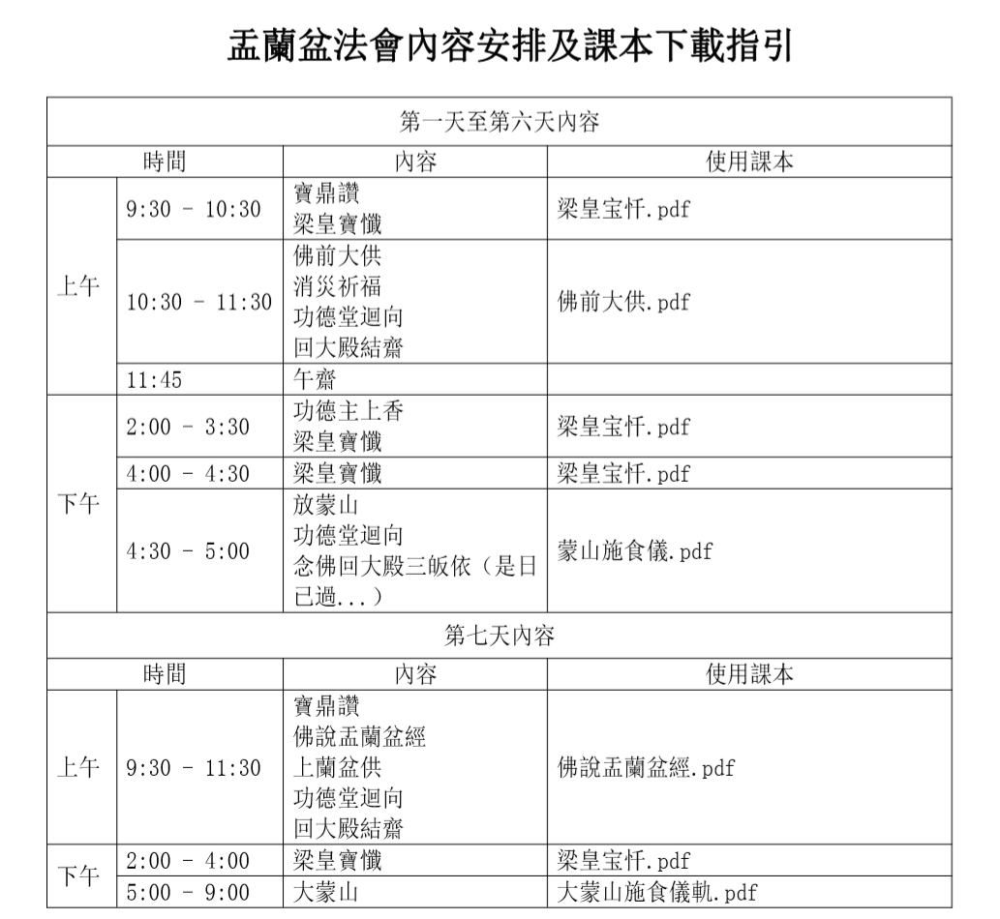 盂蘭盆法會內容安排及課本下載指引
第一天至第六天內容
時間 內容 使用課本
上午
9:30 - 10:30
寶鼎讚
梁皇寶懺
梁皇宝忏.pdf
10:30 - 11:30
佛前大供
消災祈福
功德堂迴向
回大殿結齋
佛前大供.pdf
11:45 午齋
下午
2:00 - 3:30
功德主上香
梁皇寶懺
梁皇宝忏.pdf
4:00 - 4:30 梁皇寶懺 梁皇宝忏.pdf
4:30 - 5:00
放蒙山
功德堂迴向
念佛回大殿三皈依（是日
已過...）
蒙山施食儀.pdf
第七天內容
時間 內容 使用課本
上午
9:30 - 11:30
寶鼎讚
佛說盂蘭盆經
上蘭盆供
功德堂迴向
回大殿結齋
佛說盂蘭盆經.pdf
下午
2:00 - 4:00 梁皇寶懺 梁皇宝忏.pdf
5:00 - 9:00 大蒙山 大蒙山施食儀軌.pdf